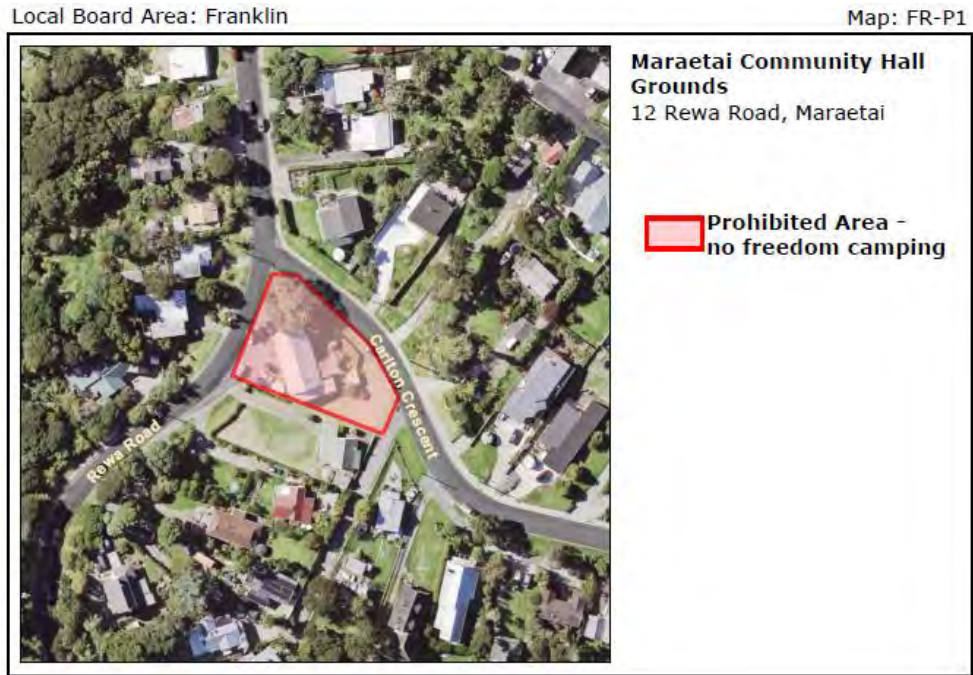 Local Board Area: Franklin
Map: FR-P1
Maraetai Community Hall
Grounds
12 Rewa Road, Maraetai
Prohibited Area -
no freedom camping
Carlton Crescent
Rewa Road